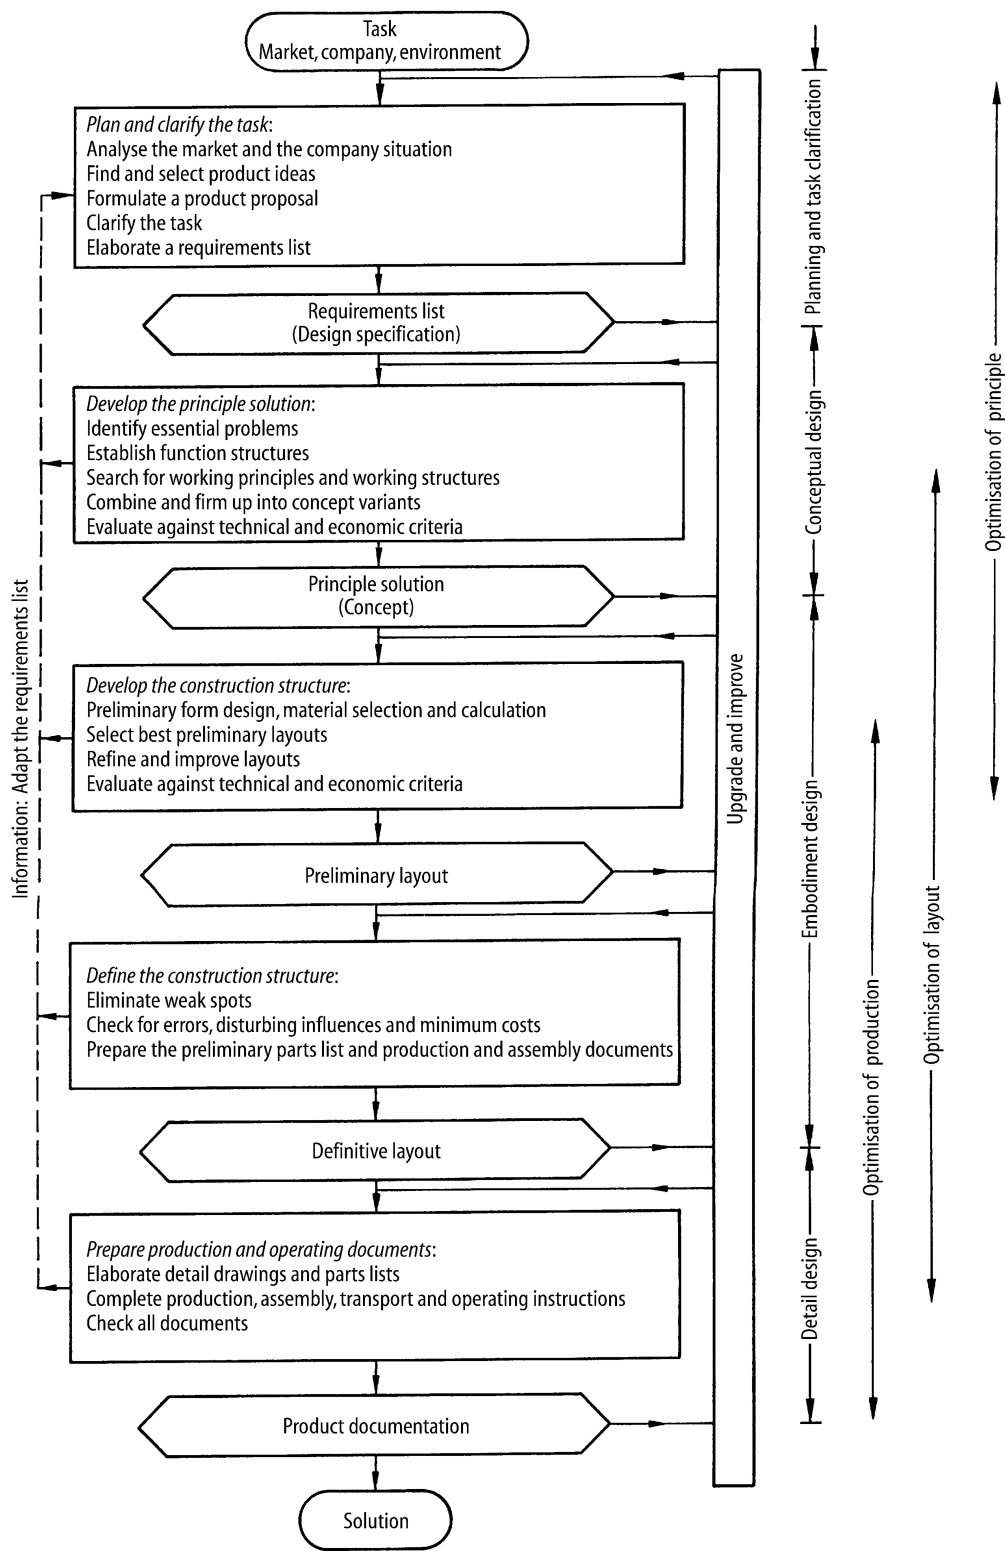 Task
Market, company, environment
Plan and clarify the task:
Analyse the market and the company situation
Find and select product ideas
Formulate a product proposal
Clarify the task
Elaborate a requirements list
Requirements list
(Design specification)
Develop the principle solution:
Identify essential problems
Establish function structures
Search for working principles and working structures
Combine and firm up into concept variants
Evaluate against technical and economic criteria
Principle solution
(Concept)
Develop the construction structure:
Preliminary form design, material selection and calculation
Select best preliminary layouts
Refine and improve layouts
Evaluate against technical and economic criteria
Preliminary layout
Define the construction structure:
Eliminate weak spots
Check for errors, disturbing influences and minimum costs
Prepare the preliminary parts list and production and assembly documents
Definitive layout
Prepare production and operating documents:
Elaborate detail drawings and parts lists
Complete production, assembly, transport and operating instructions
Check all documents
Product documentation
Solution
Information: Adapt the requirements list
Upgrade and improve
Planning and task clarification
Conceptual design
Embodiment design
Detail design
Optimisation of production
Optimisation of layout
Optimisation of principle